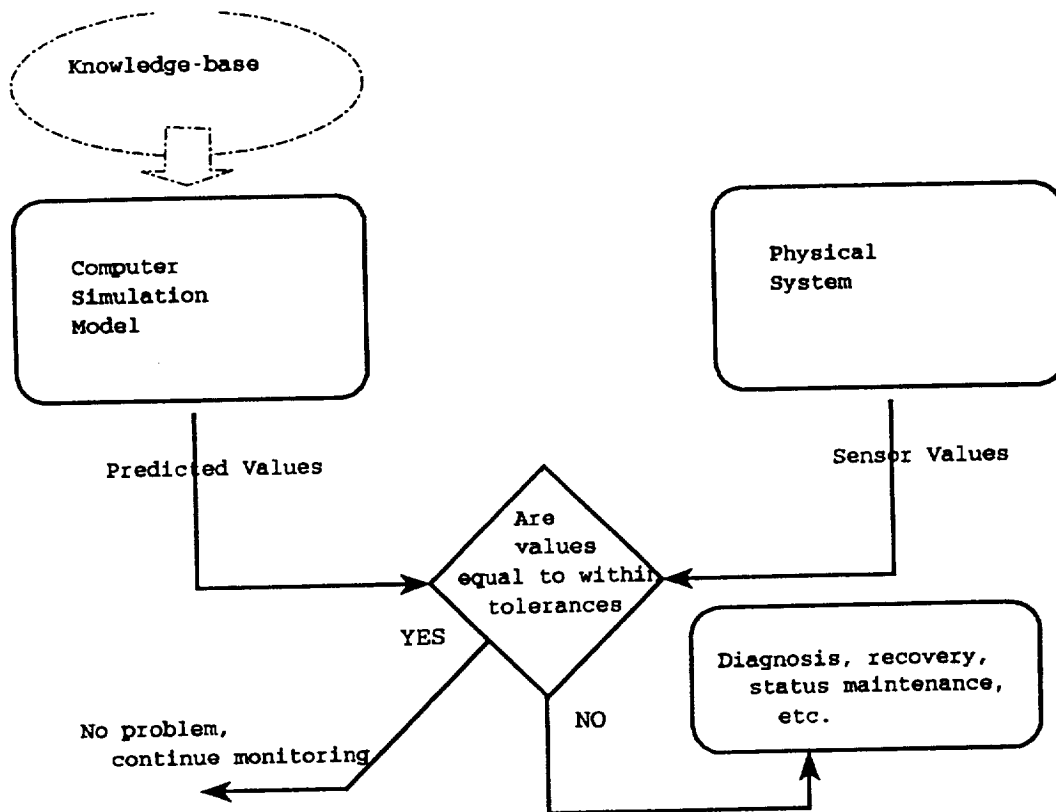 Knowledge-base
Computer
Simulation
Model
Physical
System
Predicted Values
Sensor Values
Are
values
equal to within
tolerances
YES
NO
No problem,
continue monitoring
Diagnosis, recovery,
status maintenance,
etc.